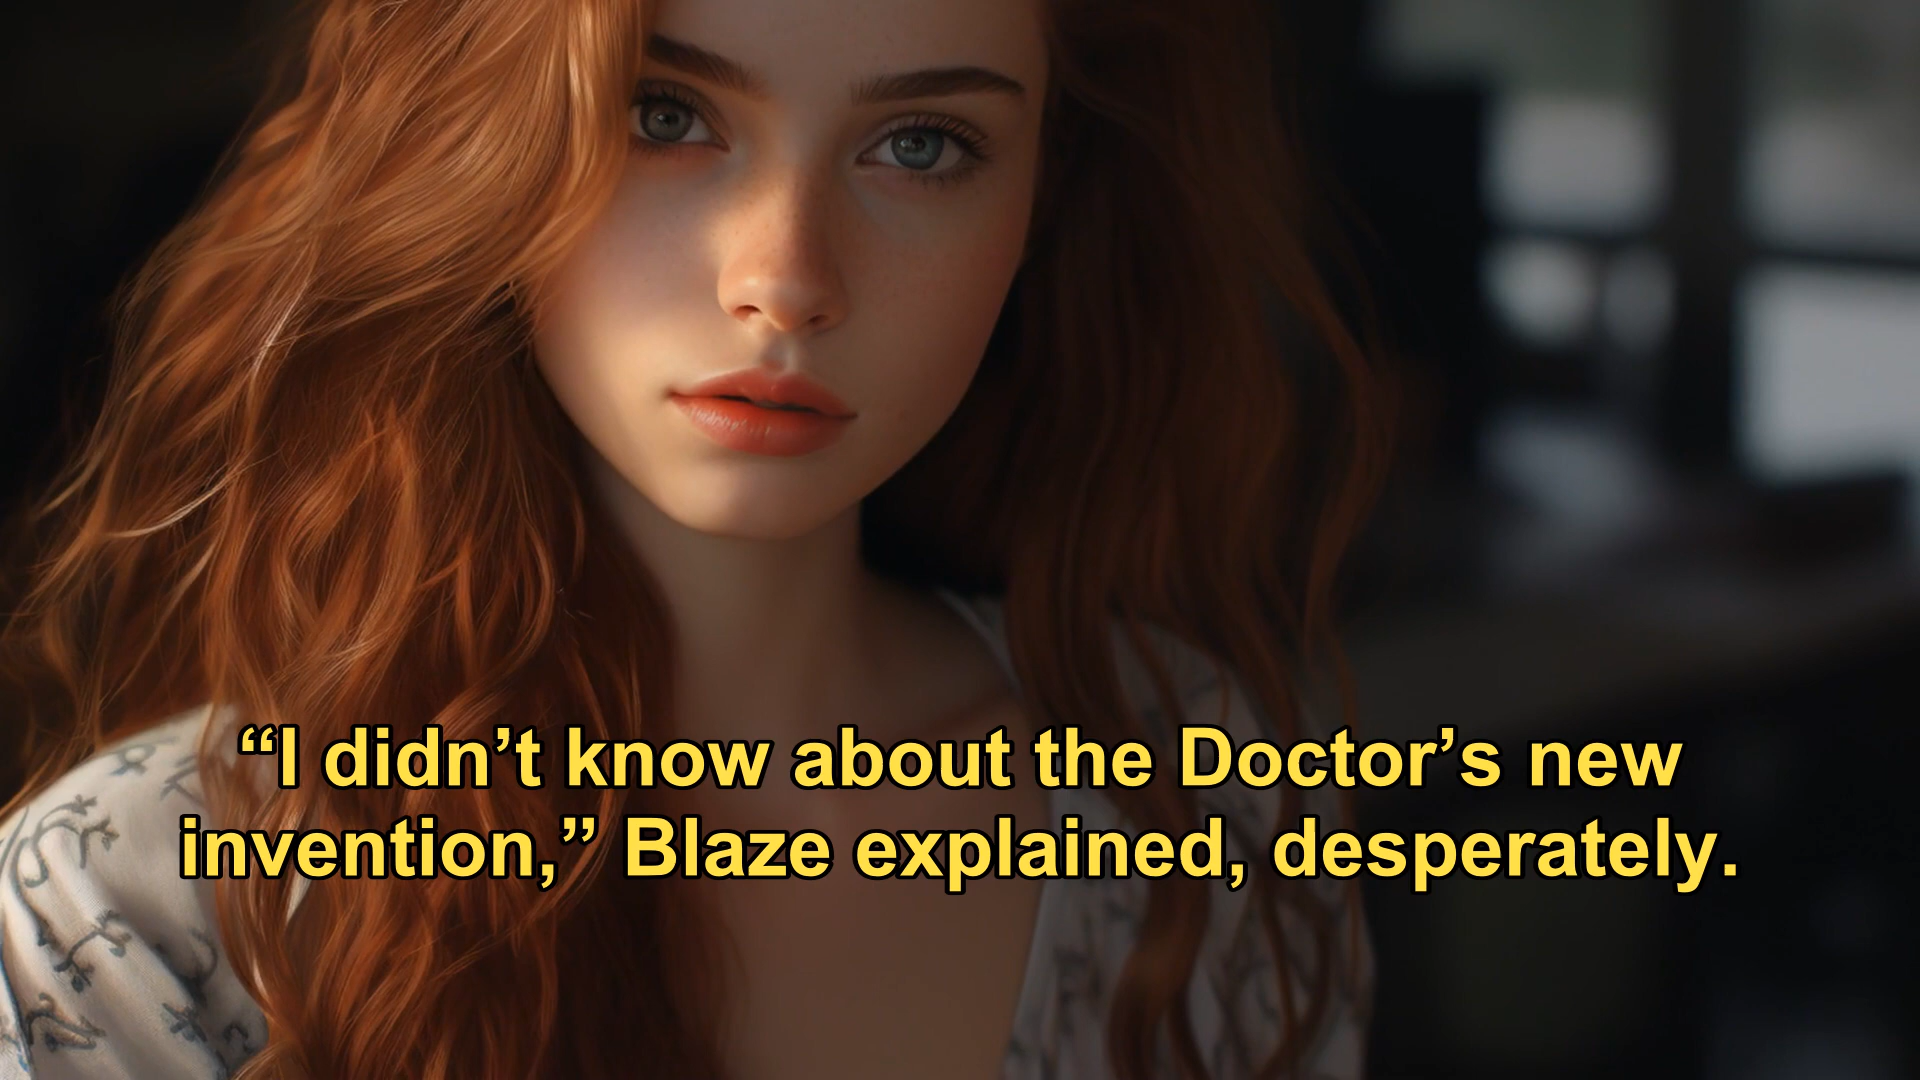 “I didn’t know about the Doctor’s new
invention,” Blaze explained, desperately.